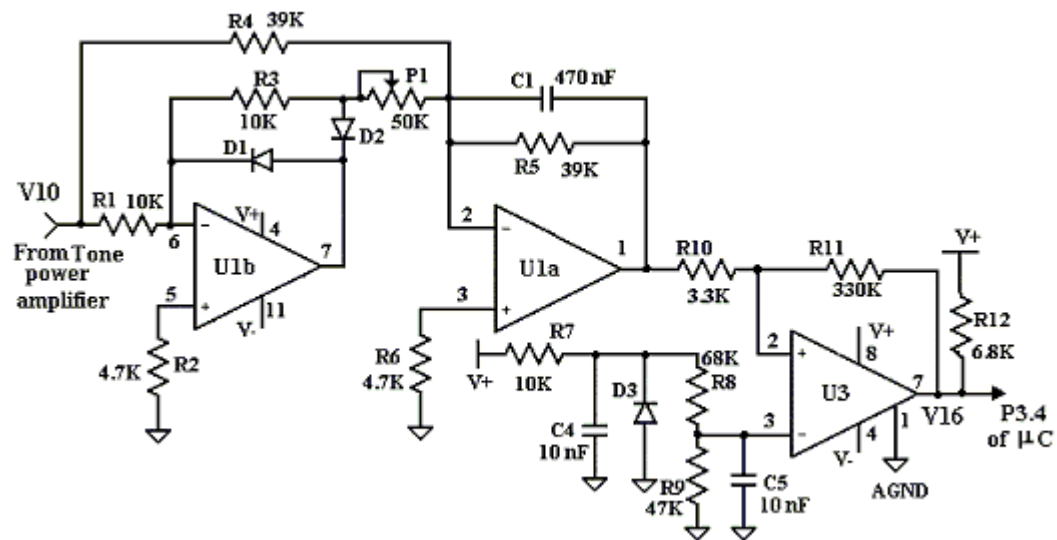 R4 39K
R3
10K
P1
50K
C1 470 nF
D2
D1
R5 39K
V10
R1 10K
From Tone
power
amplifier
6
-
V+ 4
U1b
7
5
+
V- 11
4.7K R2
2
-
U1a
1
3
+
R6
4.7K
V+
R7
10K
C4
10 nF
D3
68K
R8
R9
47K
C5
10 nF
R10
3.3K
R11
330K
V+
R12
6.8K
2
+
V+
8
U3
7
V16
3
-
V- 4
1
AGND
P3.4
of μC